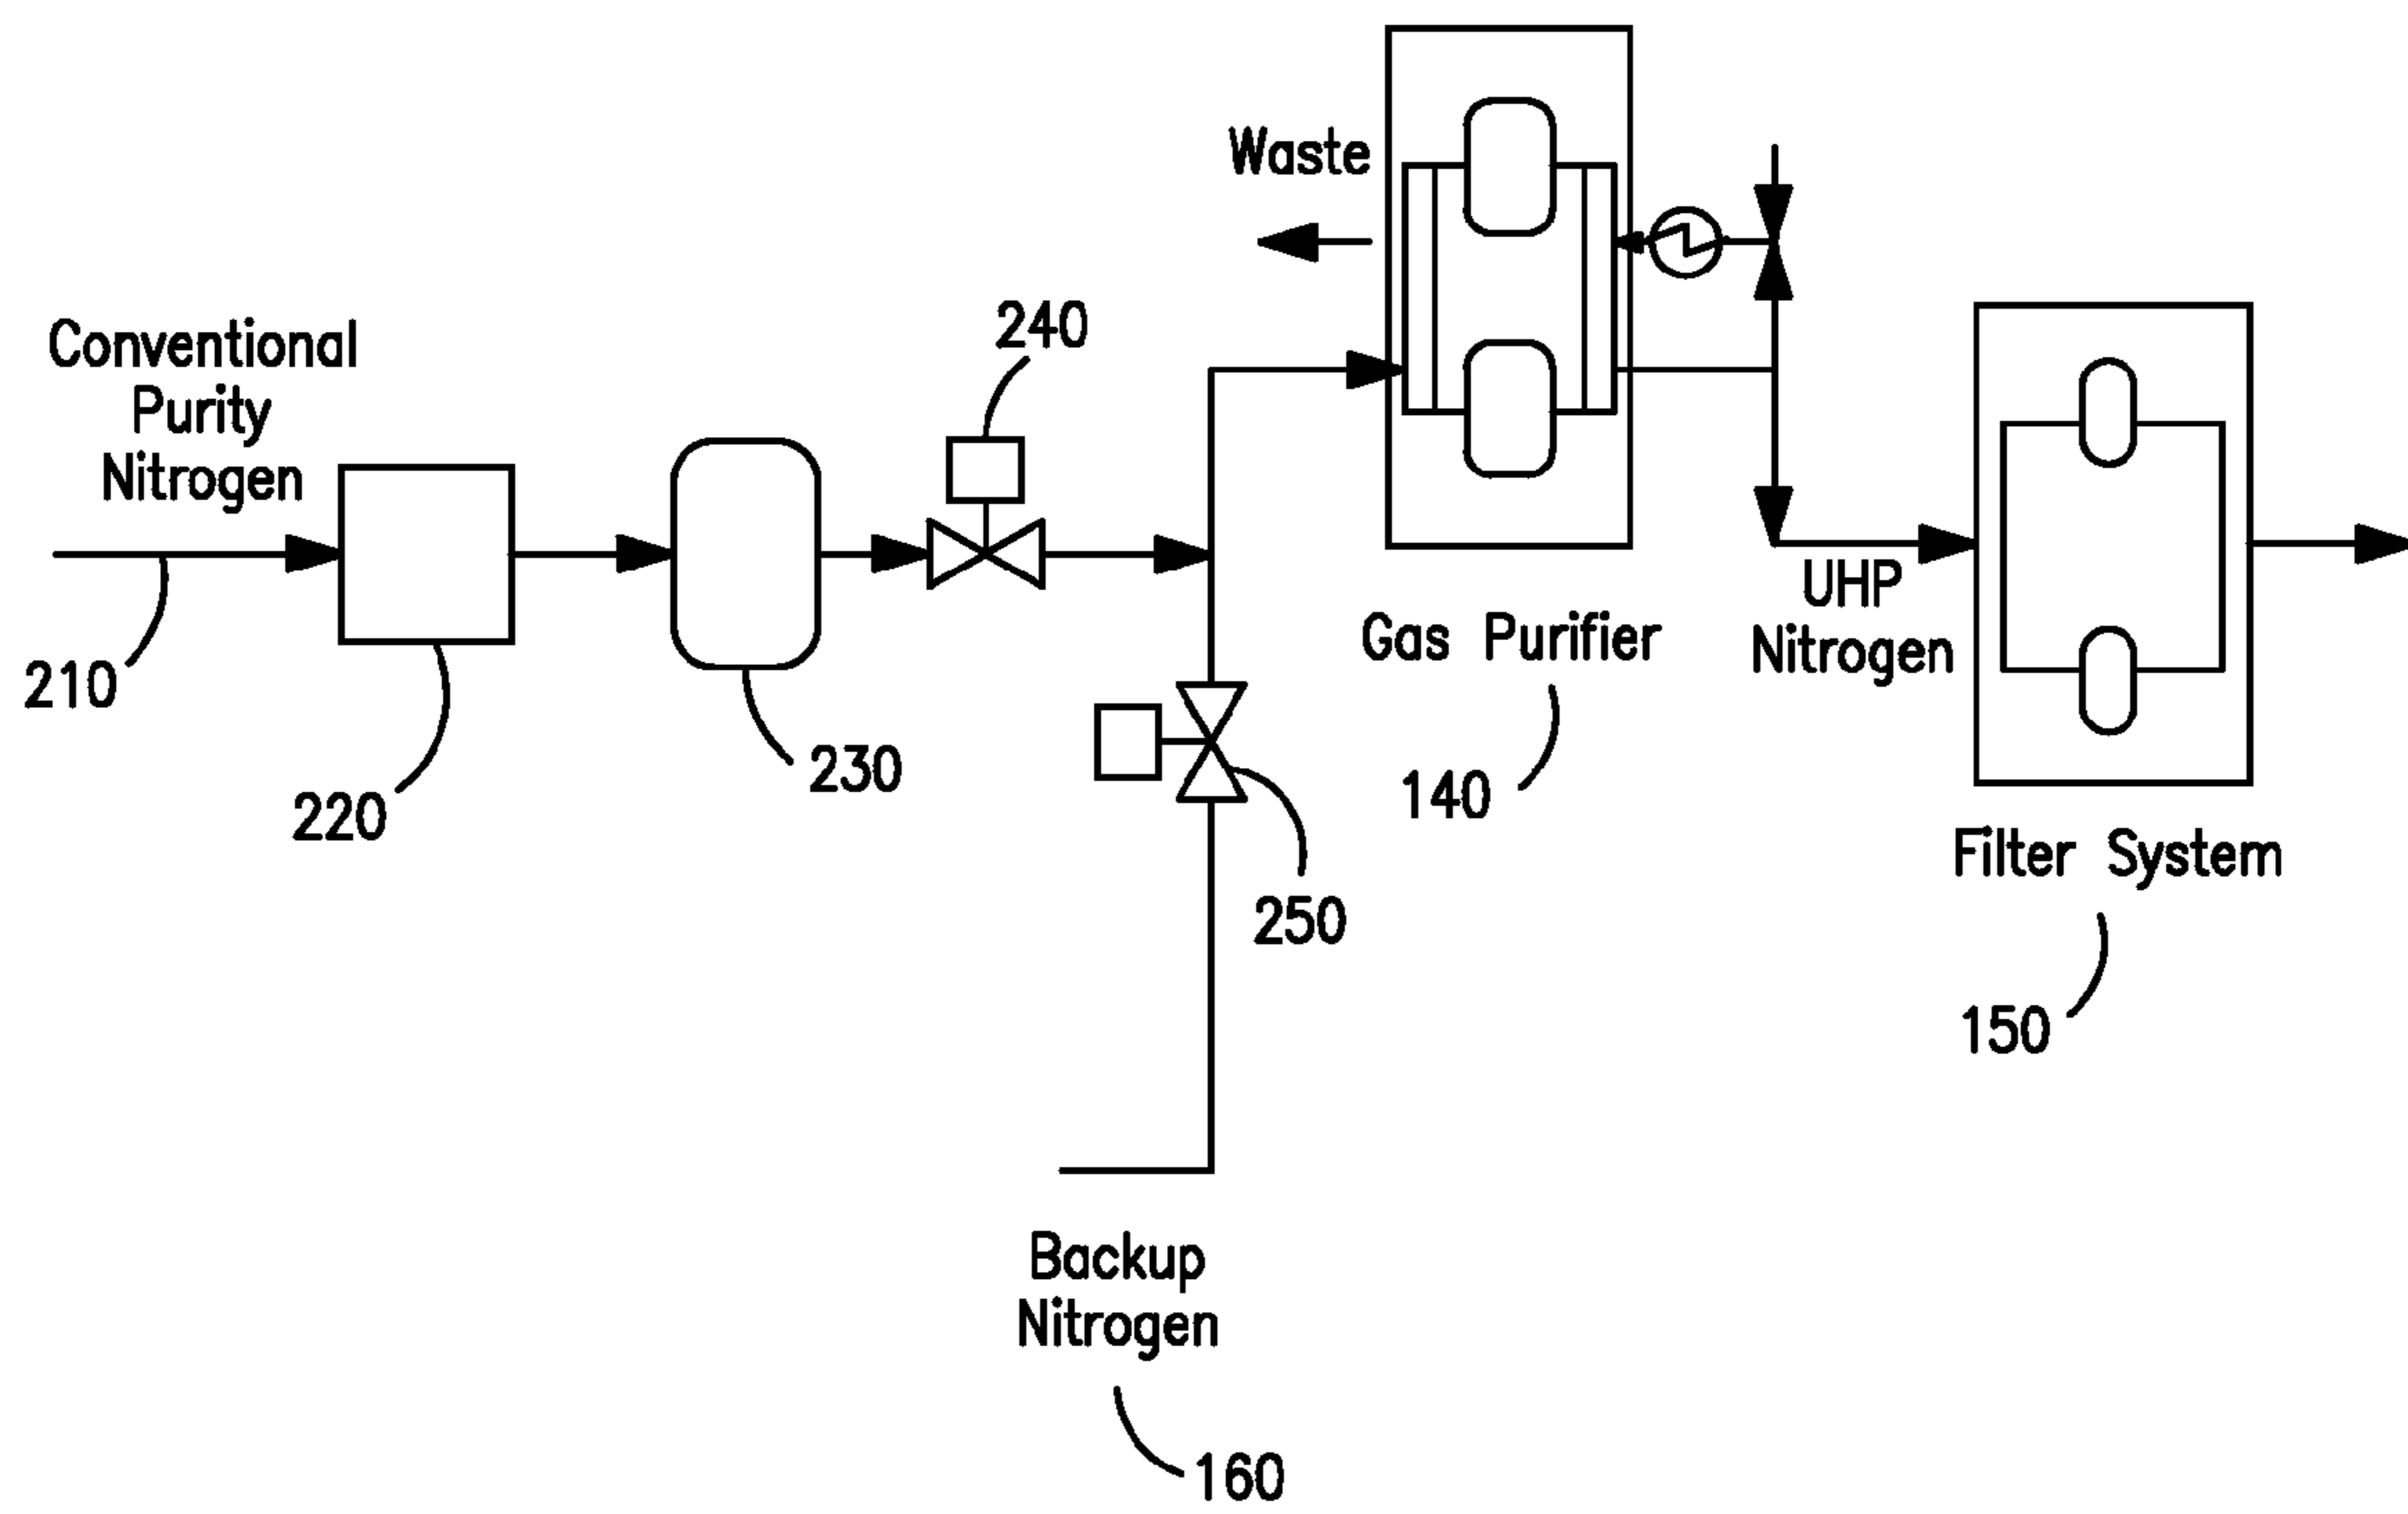 Waste
240
Conventional
Purity
Nitrogen
210
220
230
250
Gas Purifier
140
UHP
Nitrogen
Filter System
150
Backup
Nitrogen
160